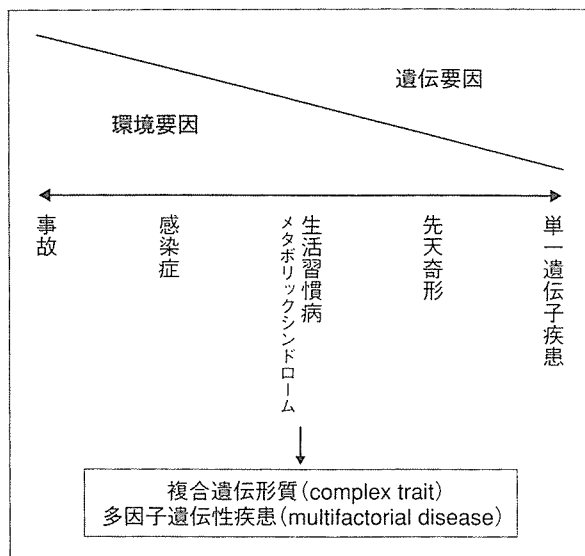 遺伝要因
環境要因
事故
感染症
生活習慣病
メタボリックシンドローム
先天奇形
単一遺伝子疾患
複合遺伝形質(complex trait)
多因子遺伝性疾患(multifactorial disease)